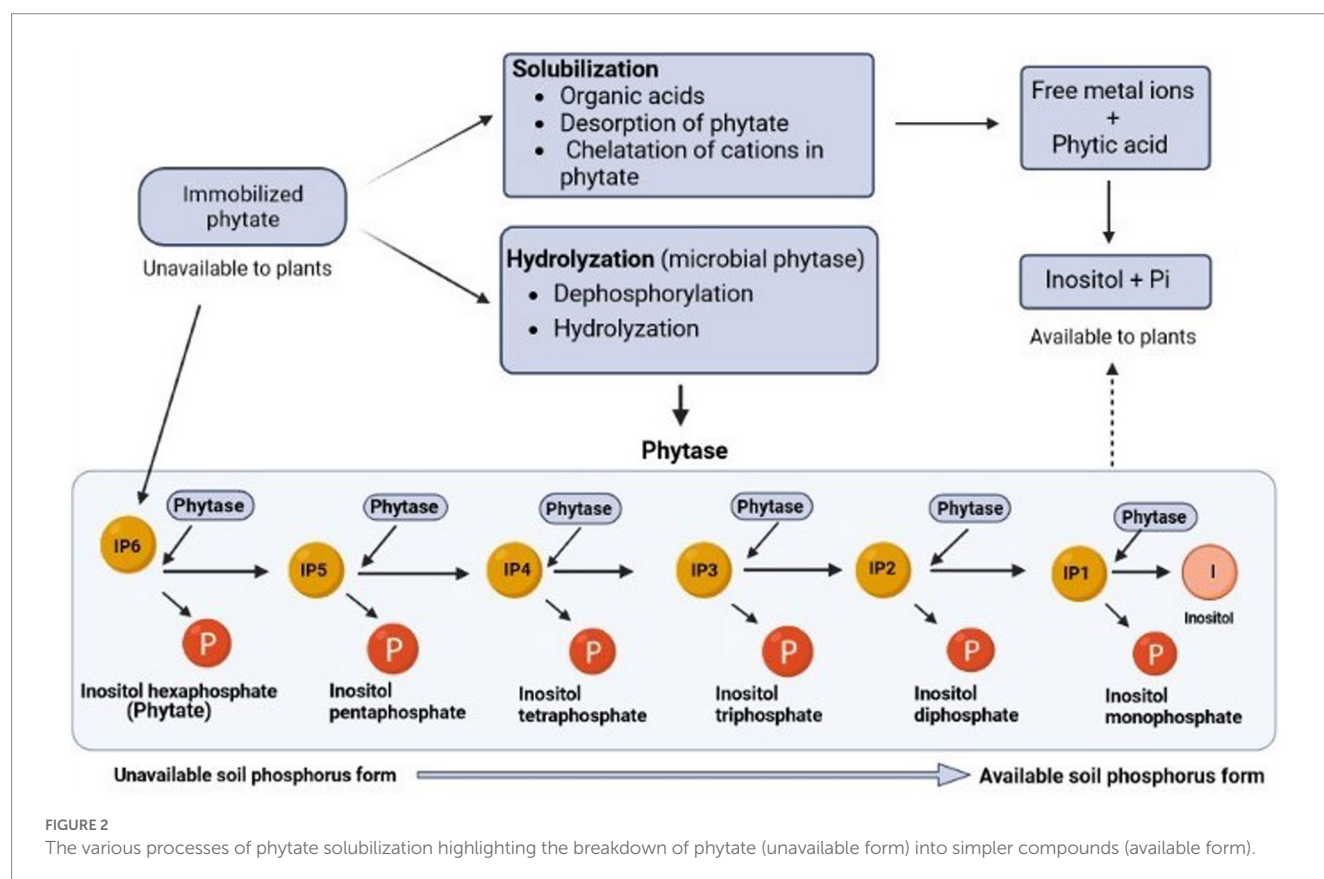 Solubilization
• Organic acids
• Desorption of phytate
• Chelatation of cations in
phytate
Free metal ions
+
Phytic acid
Immobilized
phytate
Unavailable to plants
Hydrolyzation (microbial phytase)
• Dephosphorylation
• Hydrolyzation
Inositol + Pi
Available to plants
Phytase
Phytase
Phytase
Phytase
Phytase
Phytase
Phytase
IP6
IP5
IP4
IP3
IP2
IP1
I
Inositol
P
P
P
P
P
P
Inositol hexaphosphate
(Phytate)
Inositol
pentaphosphate
Inositol
tetraphosphate
Inositol
triphosphate
Inositol
diphosphate
Inositol
monophosphate
Unavailable soil phosphorus form
Available soil phosphorus form
FIGURE 2
The various processes of phytate solubilization highlighting the breakdown of phytate (unavailable form) into simpler compounds (available form).